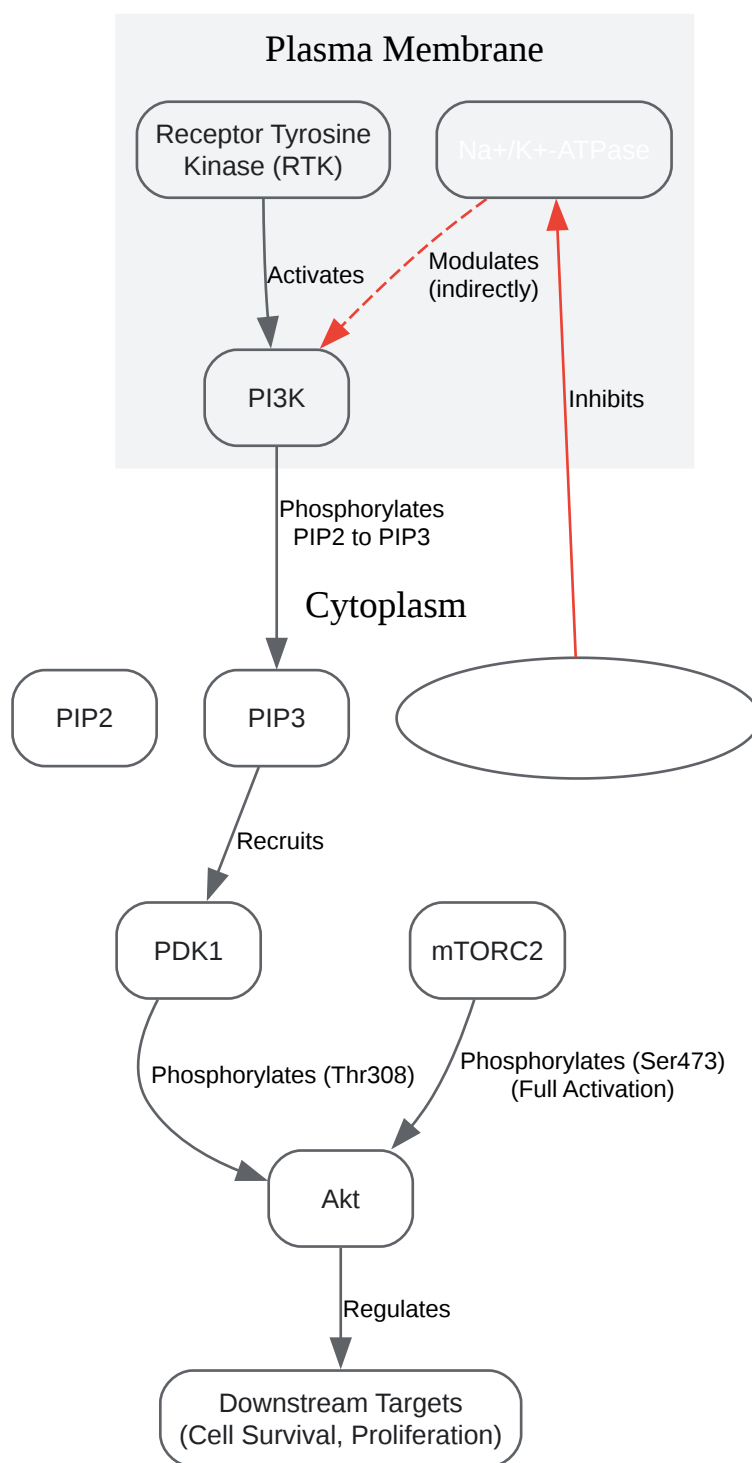 Plasma Membrane
Receptor Tyrosine
Kinase (RTK)
Na+/K+-ATPase
Activates
Modulates
(indirectly)
PI3K
Inhibits
Phosphorylates
PIP2 to PIP3
Cytoplasm
PIP2
PIP3
Recruits
PDK1
mTORC2
Phosphorylates (Thr308)
Phosphorylates (Ser473)
(Full Activation)
Akt
Regulates
Downstream Targets
(Cell Survival, Proliferation)